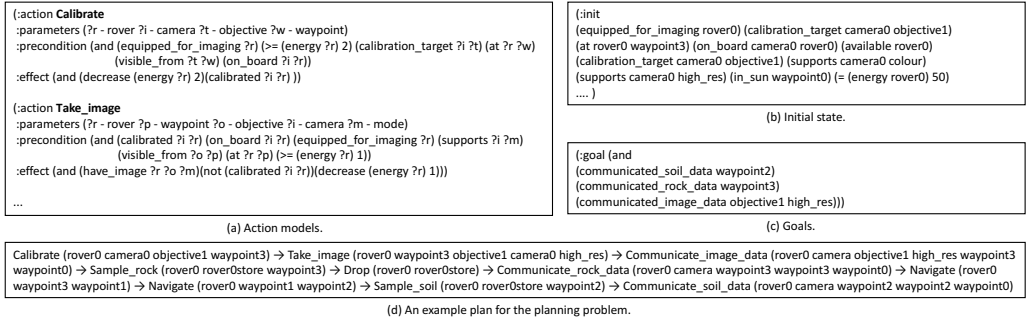 (:action Calibrate
:parameters (?r - rover ?i - camera ?t - objective ?w - waypoint)
:precondition (and (equipped_for_imaging ?r) (>= (energy ?r) 2) (calibration_target ?i ?t) (at ?r ?w)
(visible_from ?t ?w) (on_board ?i ?r))
:effect (and (decrease (energy ?r) 2)(calibrated ?i ?r) ))
(:action Take_image
:parameters (?r - rover ?p - waypoint ?o - objective ?i - camera ?m - mode)
:precondition (and (calibrated ?i ?r) (on_board ?i ?r) (equipped_for_imaging ?r) (supports ?i ?m)
(visible_from ?o ?p) (at ?r ?p) (>= (energy ?r) 1))
:effect (and (have_image ?r ?o ?m)(not (calibrated ?i ?r))(decrease (energy ?r) 1)))
...
(a) Action models.
(:init
(equipped_for_imaging rover0) (calibration_target camera0 objective1)
(at rover0 waypoint3) (on_board camera0 rover0) (available rover0)
(calibration_target camera0 objective1) (supports camera0 colour)
(supports camera0 high_res) (in_sun waypoint0) (= (energy rover0) 50)
.... )
(b) Initial state.
(:goal (and
(communicated_soil_data waypoint2)
(communicated_rock_data waypoint3)
(communicated_image_data objective1 high_res)))
(c) Goals.
Calibrate (rover0 camera0 objective1 waypoint3) → Take_image (rover0 waypoint3 objective1 camera0 high_res) → Communicate_image_data (rover0 camera objective1 high_res waypoint3
waypoint0) → Sample_rock (rover0 rover0store waypoint3) → Drop (rover0 rover0store) → Communicate_rock_data (rover0 camera waypoint3 waypoint3 waypoint0) → Navigate (rover0
waypoint3 waypoint1) → Navigate (rover0 waypoint1 waypoint2) → Sample_soil (rover0 rover0store waypoint2) → Communicate_soil_data (rover0 camera waypoint2 waypoint2 waypoint0)
(d) An example plan for the planning problem.